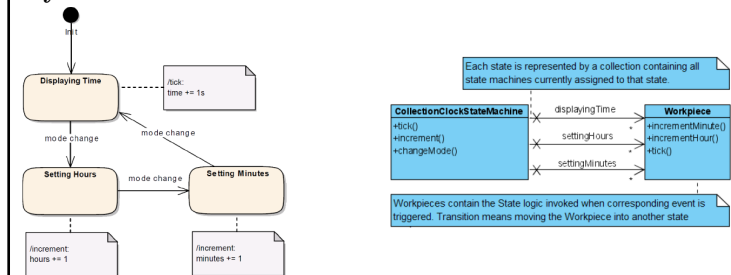 Init
Displaying Time
/tick:
time += 1s
mode change
mode change
Setting Hours
mode change
Setting Minutes
/increment:
hours += 1
/increment:
minutes += 1
Each state is represented by a collection containing all
state machines currently assigned to that state.
CollectionClockStateMachine
+tick()
+increment()
+changeMode()
displayingTime
*
settingHours
*
settingMinutes
*
Workpiece
+incrementMinute()
+incrementHour()
+tick()
Workpieces contain the State logic invoked when corresponding event is
triggered. Transition means moving the Workpiece into another state